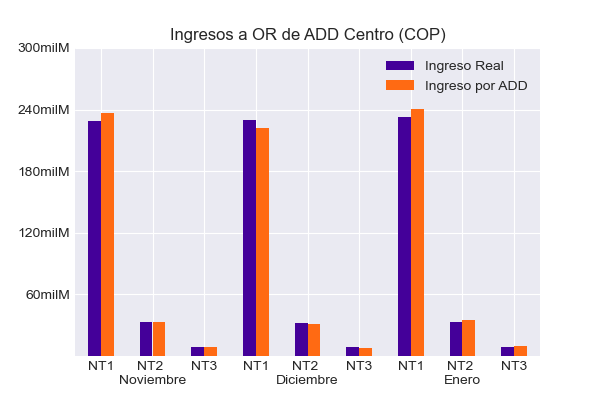 Ingresos a OR de ADD Centro (COP)
300milM
240milM
180milM
120milM
60milM
Ingreso Real
Ingreso por ADD
NT1 NT2 NT3 NT1 NT2 NT3 NT1 NT2 NT3
Noviembre Diciembre Enero